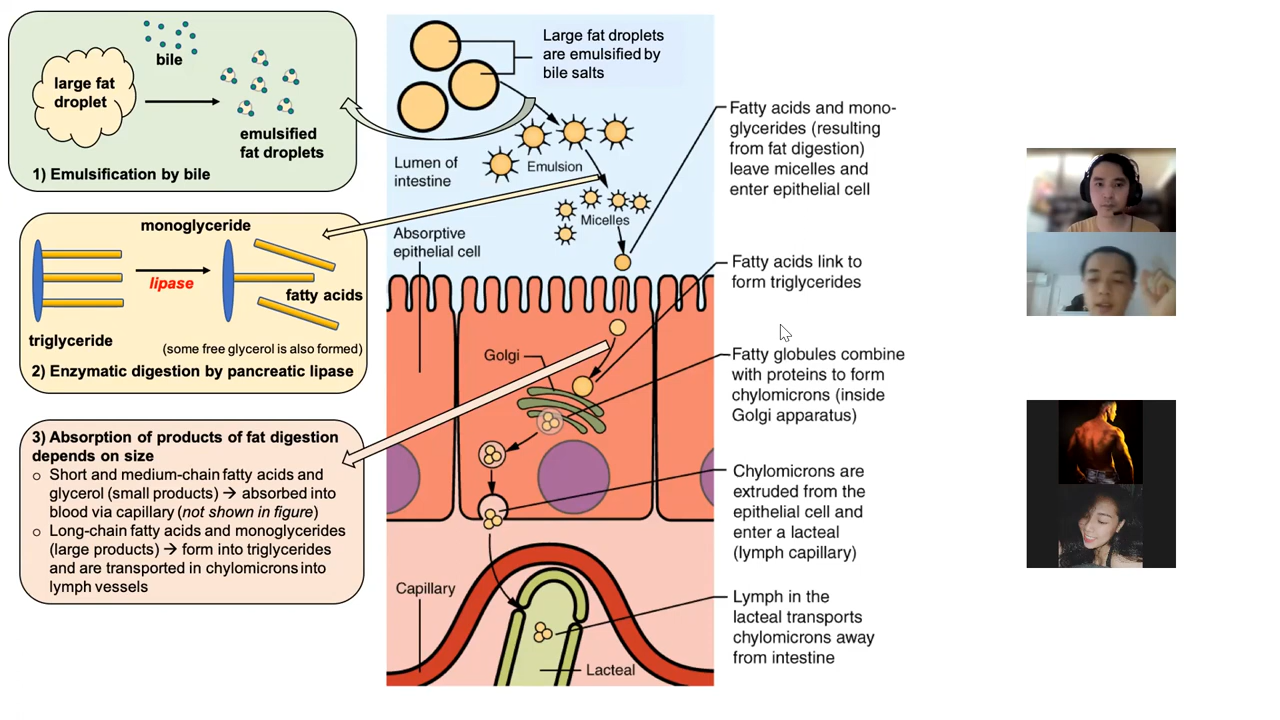 large fat
droplet
bile
emulsified
fat droplets
1) Emulsification by bile
monoglyceride
lipase
fatty acids
triglyceride
(some free glycerol is also formed)
2) Enzymatic digestion by pancreatic lipase
3) Absorption of products of fat digestion
depends on size
o Short and medium-chain fatty acids and
glycerol (small products) → absorbed into
blood via capillary (not shown in figure)
o Long-chain fatty acids and monoglycerides
(large products) → form into triglycerides
and are transported in chylomicrons into
lymph vessels
Large fat droplets
are emulsified by
bile salts
Lumen of
intestine
Emulsion
Micelles
Absorptive
epithelial cell
Golgi
Capillary
Lacteal
Fatty acids and mono-
glycerides (resulting
from fat digestion)
leave micelles and
enter epithelial cell
Fatty acids link to
form triglycerides
Fatty globules combine
with proteins to form
chylomicrons (inside
Golgi apparatus)
Chylomicrons are
extruded from the
epithelial cell and
enter a lacteal
(lymph capillary)
Lymph in the
lacteal transports
chylomicrons away
from intestine